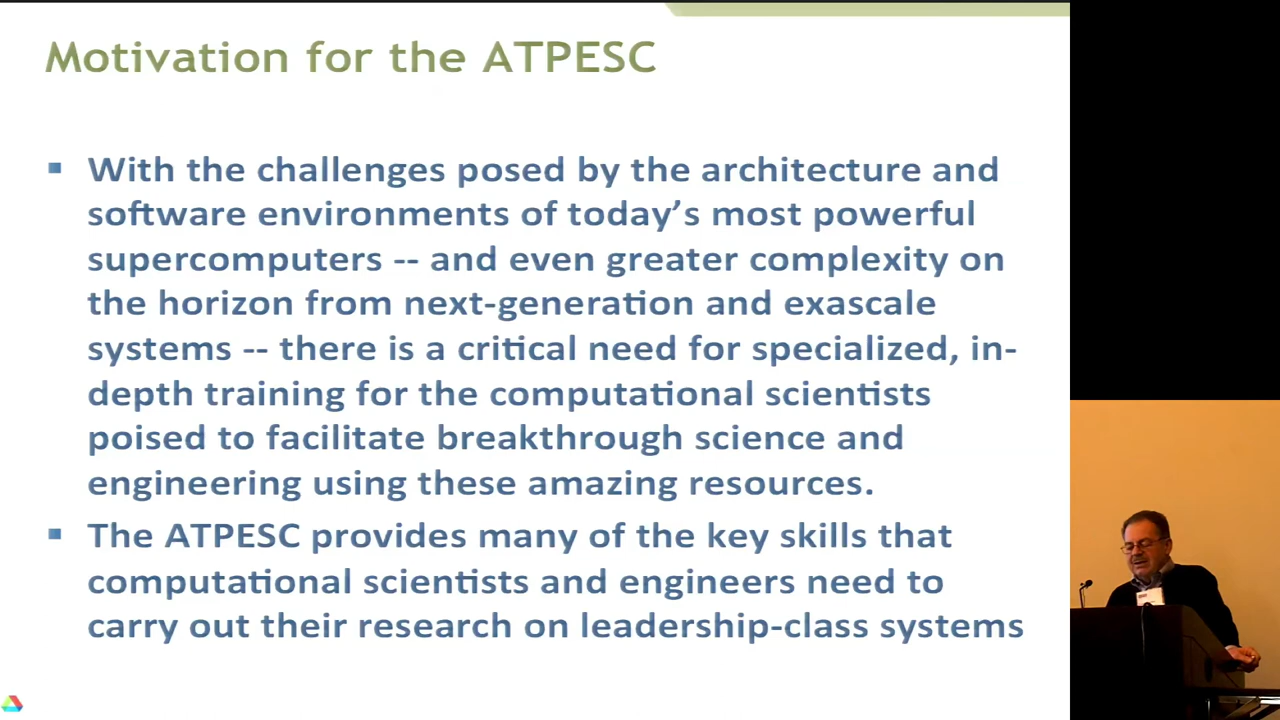 Motivation for the ATPESC
▪ With the challenges posed by the architecture and
software environments of today’s most powerful
supercomputers -- and even greater complexity on
the horizon from next-generation and exascale
systems -- there is a critical need for specialized, in-
depth training for the computational scientists
poised to facilitate breakthrough science and
engineering using these amazing resources.
▪ The ATPESC provides many of the key skills that
computational scientists and engineers need to
carry out their research on leadership-class systems